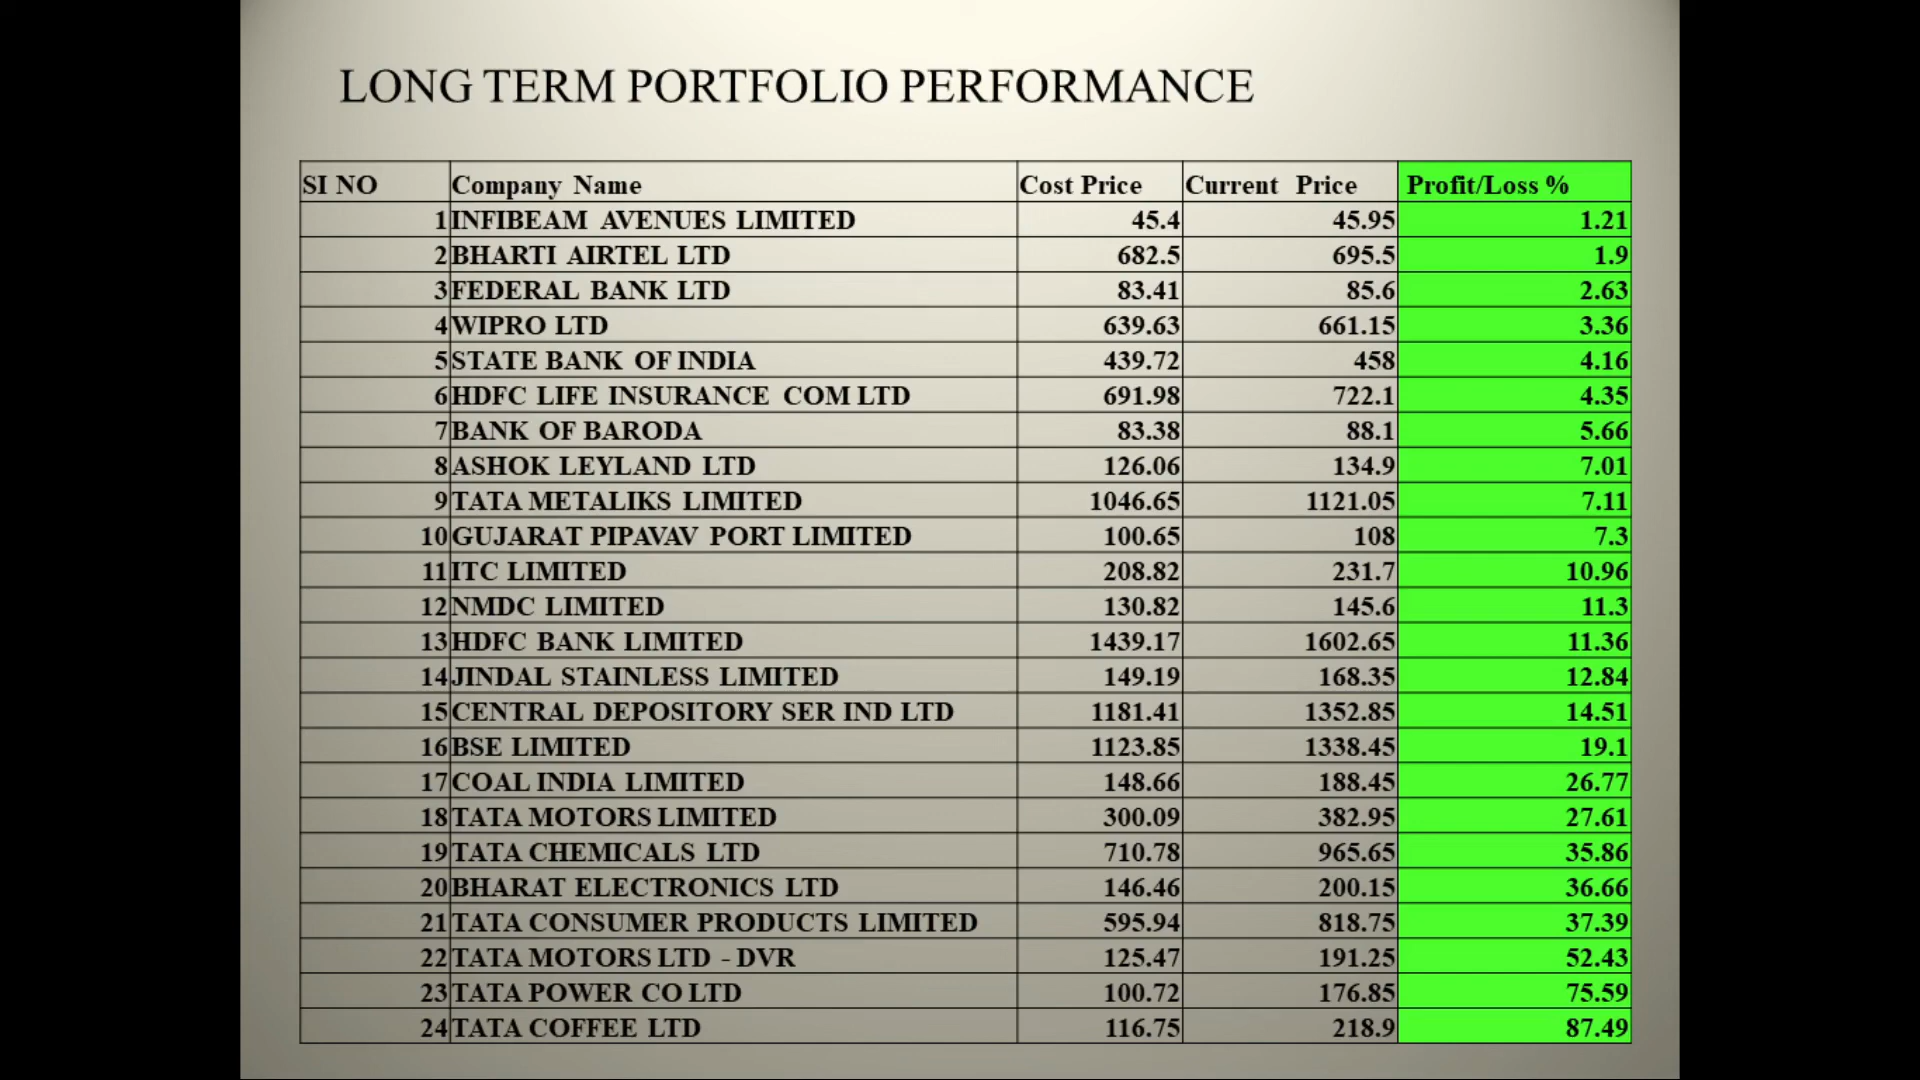 LONG TERM PORTFOLIO PERFORMANCE
SI NO Company Name Cost Price Current Price Profit/Loss %
1 INFIBEAM AVENUES LIMITED 45.4 45.95 1.21
2 BHARTI AIRTEL LTD 682.5 695.5 1.9
3 FEDERAL BANK LTD 83.41 85.6 2.63
4 WIPRO LTD 639.63 661.15 3.36
5 STATE BANK OF INDIA 439.72 458 4.16
6 HDFC LIFE INSURANCE COM LTD 691.98 722.1 4.35
7 BANK OF BARODA 83.38 88.1 5.66
8 ASHOK LEYLAND LTD 126.06 134.9 7.01
9 TATA METALIKS LIMITED 1046.65 1121.05 7.11
10 GUJARAT PIPAVAV PORT LIMITED 100.65 108 7.3
11 ITC LIMITED 208.82 231.7 10.96
12 NMDC LIMITED 130.82 145.6 11.3
13 HDFC BANK LIMITED 1439.17 1602.65 11.36
14 JINDAL STAINLESS LIMITED 149.19 168.35 12.84
15 CENTRAL DEPOSITORY SER IND LTD 1181.41 1352.85 14.51
16 BSE LIMITED 1123.85 1338.45 19.1
17 COAL INDIA LIMITED 148.66 188.45 26.77
18 TATA MOTORS LIMITED 300.09 382.95 27.61
19 TATA CHEMICALS LTD 710.78 965.65 35.86
20 BHARAT ELECTRONICS LTD 146.46 200.15 36.66
21 TATA CONSUMER PRODUCTS LIMITED 595.94 818.75 37.39
22 TATA MOTORS LTD - DVR 125.47 191.25 52.43
23 TATA POWER CO LTD 100.72 176.85 75.59
24 TATA COFFEE LTD 116.75 218.9 87.49